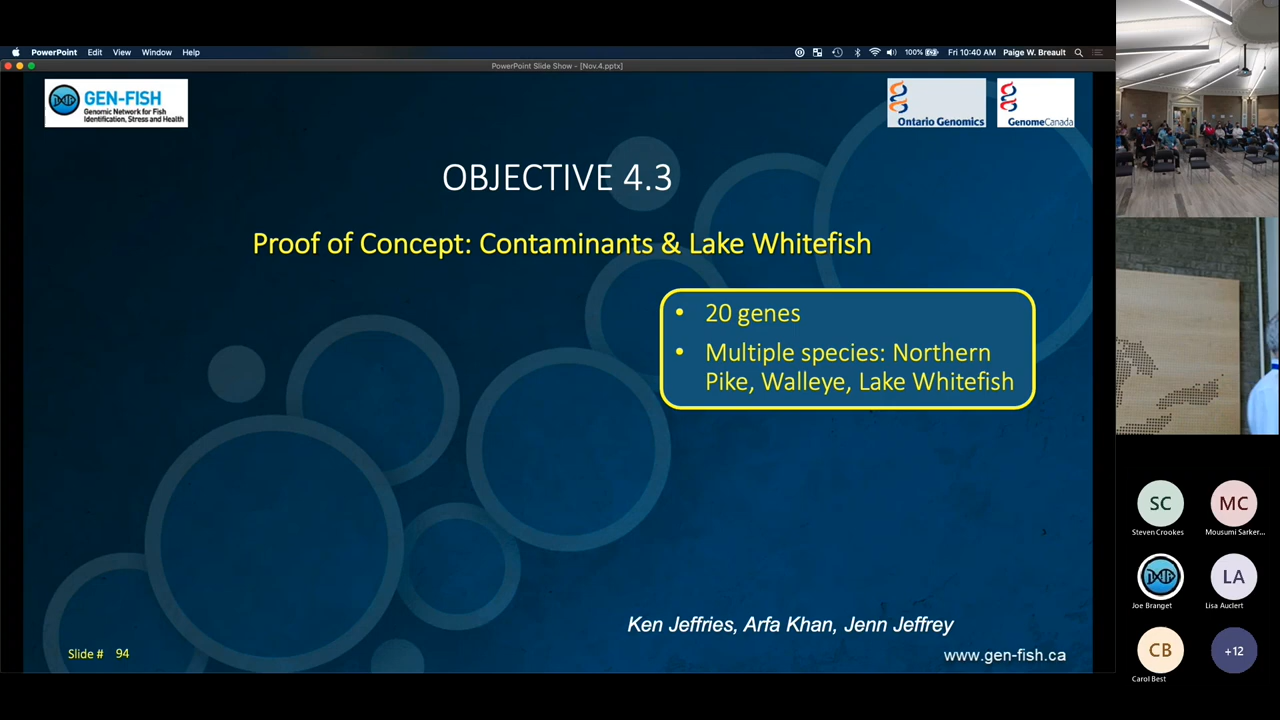 PowerPoint Edit View Window Help
100% Fri 10:40 AM Paige W. Breault
PowerPoint Slide Show - [Nov.4.pptx]
GEN-FISH
Genomic Network for Fish
Identification, Stress and Health
Ontario Genomics
GenomeCanada
OBJECTIVE 4.3
Proof of Concept: Contaminants & Lake Whitefish
• 20 genes
• Multiple species: Northern
Pike, Walleye, Lake Whitefish
Ken Jeffries, Arfa Khan, Jenn Jeffrey
www.gen-fish.ca
Slide # 94
SC
Steven Crookes
MC
Mousumi Sarker...
Joe Branget
LA
Lisa Auclert
CB
Carol Best
+12